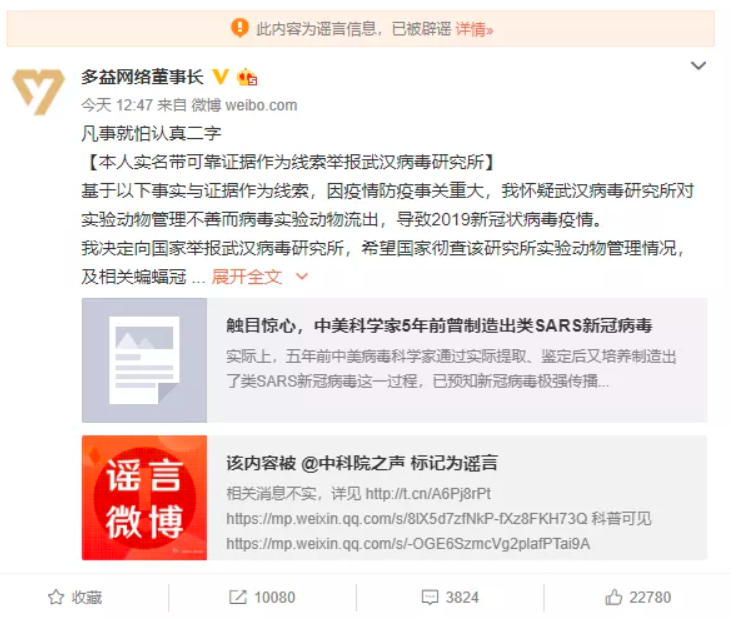 此内容为谣言信息，已被辟谣 详情»
多益网络董事长
今天 12:47 来自 微博 weibo.com
凡事就怕认真二字
【本人实名带可靠证据作为线索举报武汉病毒研究所】
基于以下事实与证据作为线索，因疫情防疫事关重大，我怀疑武汉病毒研究所对
实验动物管理不善而病毒实验动物流出，导致2019新冠状病毒疫情。
我决定向国家举报武汉病毒研究所，希望国家彻查该研究所实验动物管理情况，
及相关蝙蝠冠 ... 展开全文
触目惊心，中美科学家5年前曾制造出类SARS新冠病毒
实际上，五年前中美病毒科学家通过实际提取、鉴定后又培养制造出
了类SARS新冠病毒这一过程，已预知新冠病毒极强传播...
谣言
微博
该内容被 @中科院之声 标记为谣言
相关消息不实，详见 http://t.cn/A6Pj8rPt
https://mp.weixin.qq.com/s/8lX5d7zfNkP-fXz8FKH73Q 科普可见
https://mp.weixin.qq.com/s/-OGE6SzmcVg2plafPTai9A
收藏
10080
3824
22780